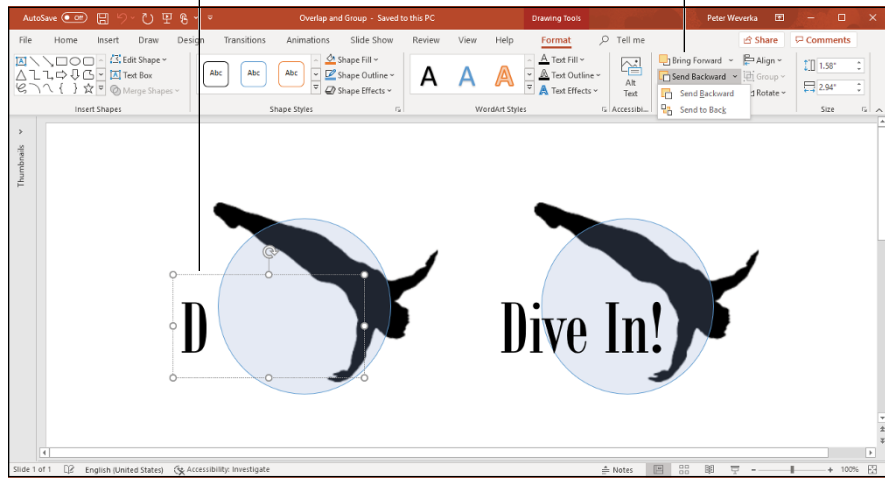 AutoSave Off Overlap and Group - Saved to this PC Drawing Tools Peter Weverka
File Home Insert Draw Design Transitions Animations Slide Show Review View Help Format Tell me Share Comments
Edit Shape Shape Fill Text Fill Bring Forward Align 1.58"
Text Box Abc Abc Abc Shape Outline A A A Text Outline Alt Send Backward Group
Merge Shapes Shape Effects Text Effects Text Send Backward Rotate 2.94"
Insert Shapes Shape Styles WordArt Styles Accessibi... Send to Back Size
Thumbnails
D
Dive In!
Slide 1 of 1 English (United States) Accessibility: Investigate Notes 100%